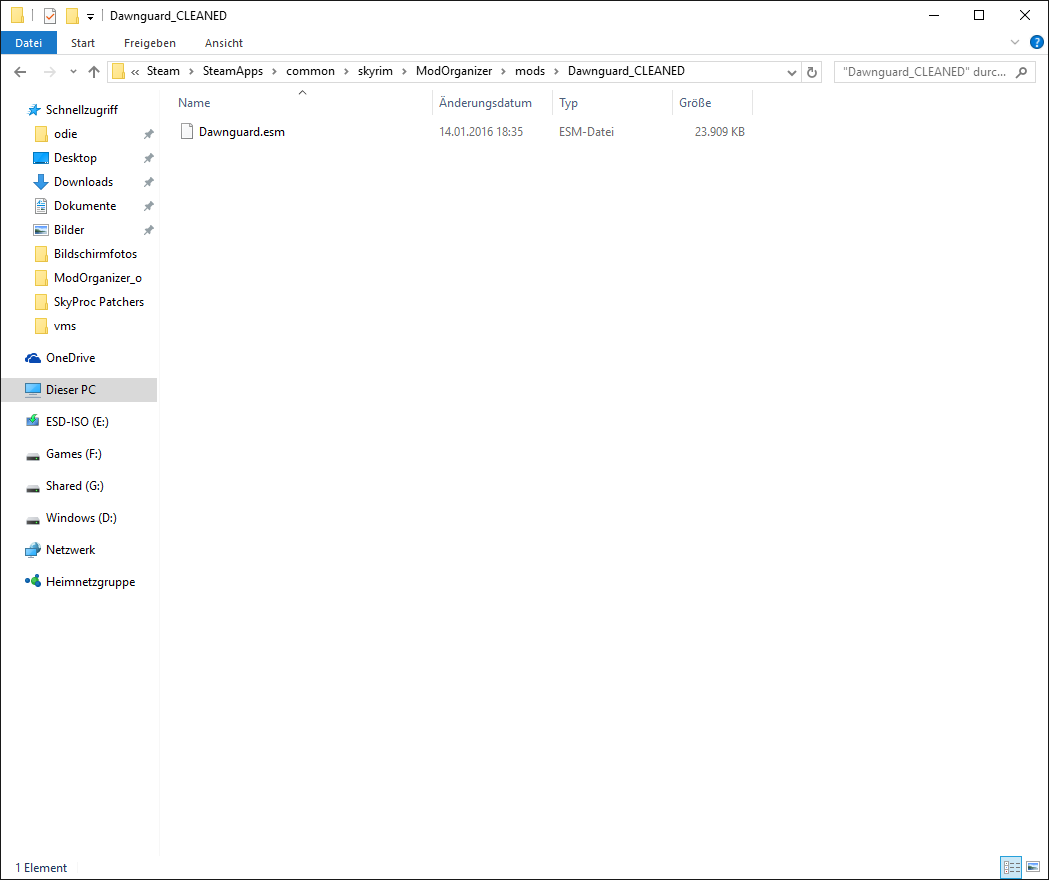 Dawnguard_CLEANED
Datei Start Freigeben Ansicht
« Steam > SteamApps > common > skyrim > ModOrganizer > mods > Dawnguard_CLEANED
"Dawnguard_CLEANED" durc...
Name Änderungsdatum Typ Größe
Dawnguard.esm 14.01.2016 18:35 ESM-Datei 23.909 KB
Schnellzugriff
odie
Desktop
Downloads
Dokumente
Bilder
Bildschirmfotos
ModOrganizer_o
SkyProc Patchers
vms
OneDrive
Dieser PC
ESD-ISO (E:)
Games (F:)
Shared (G:)
Windows (D:)
Netzwerk
Heimnetzgruppe
1 Element